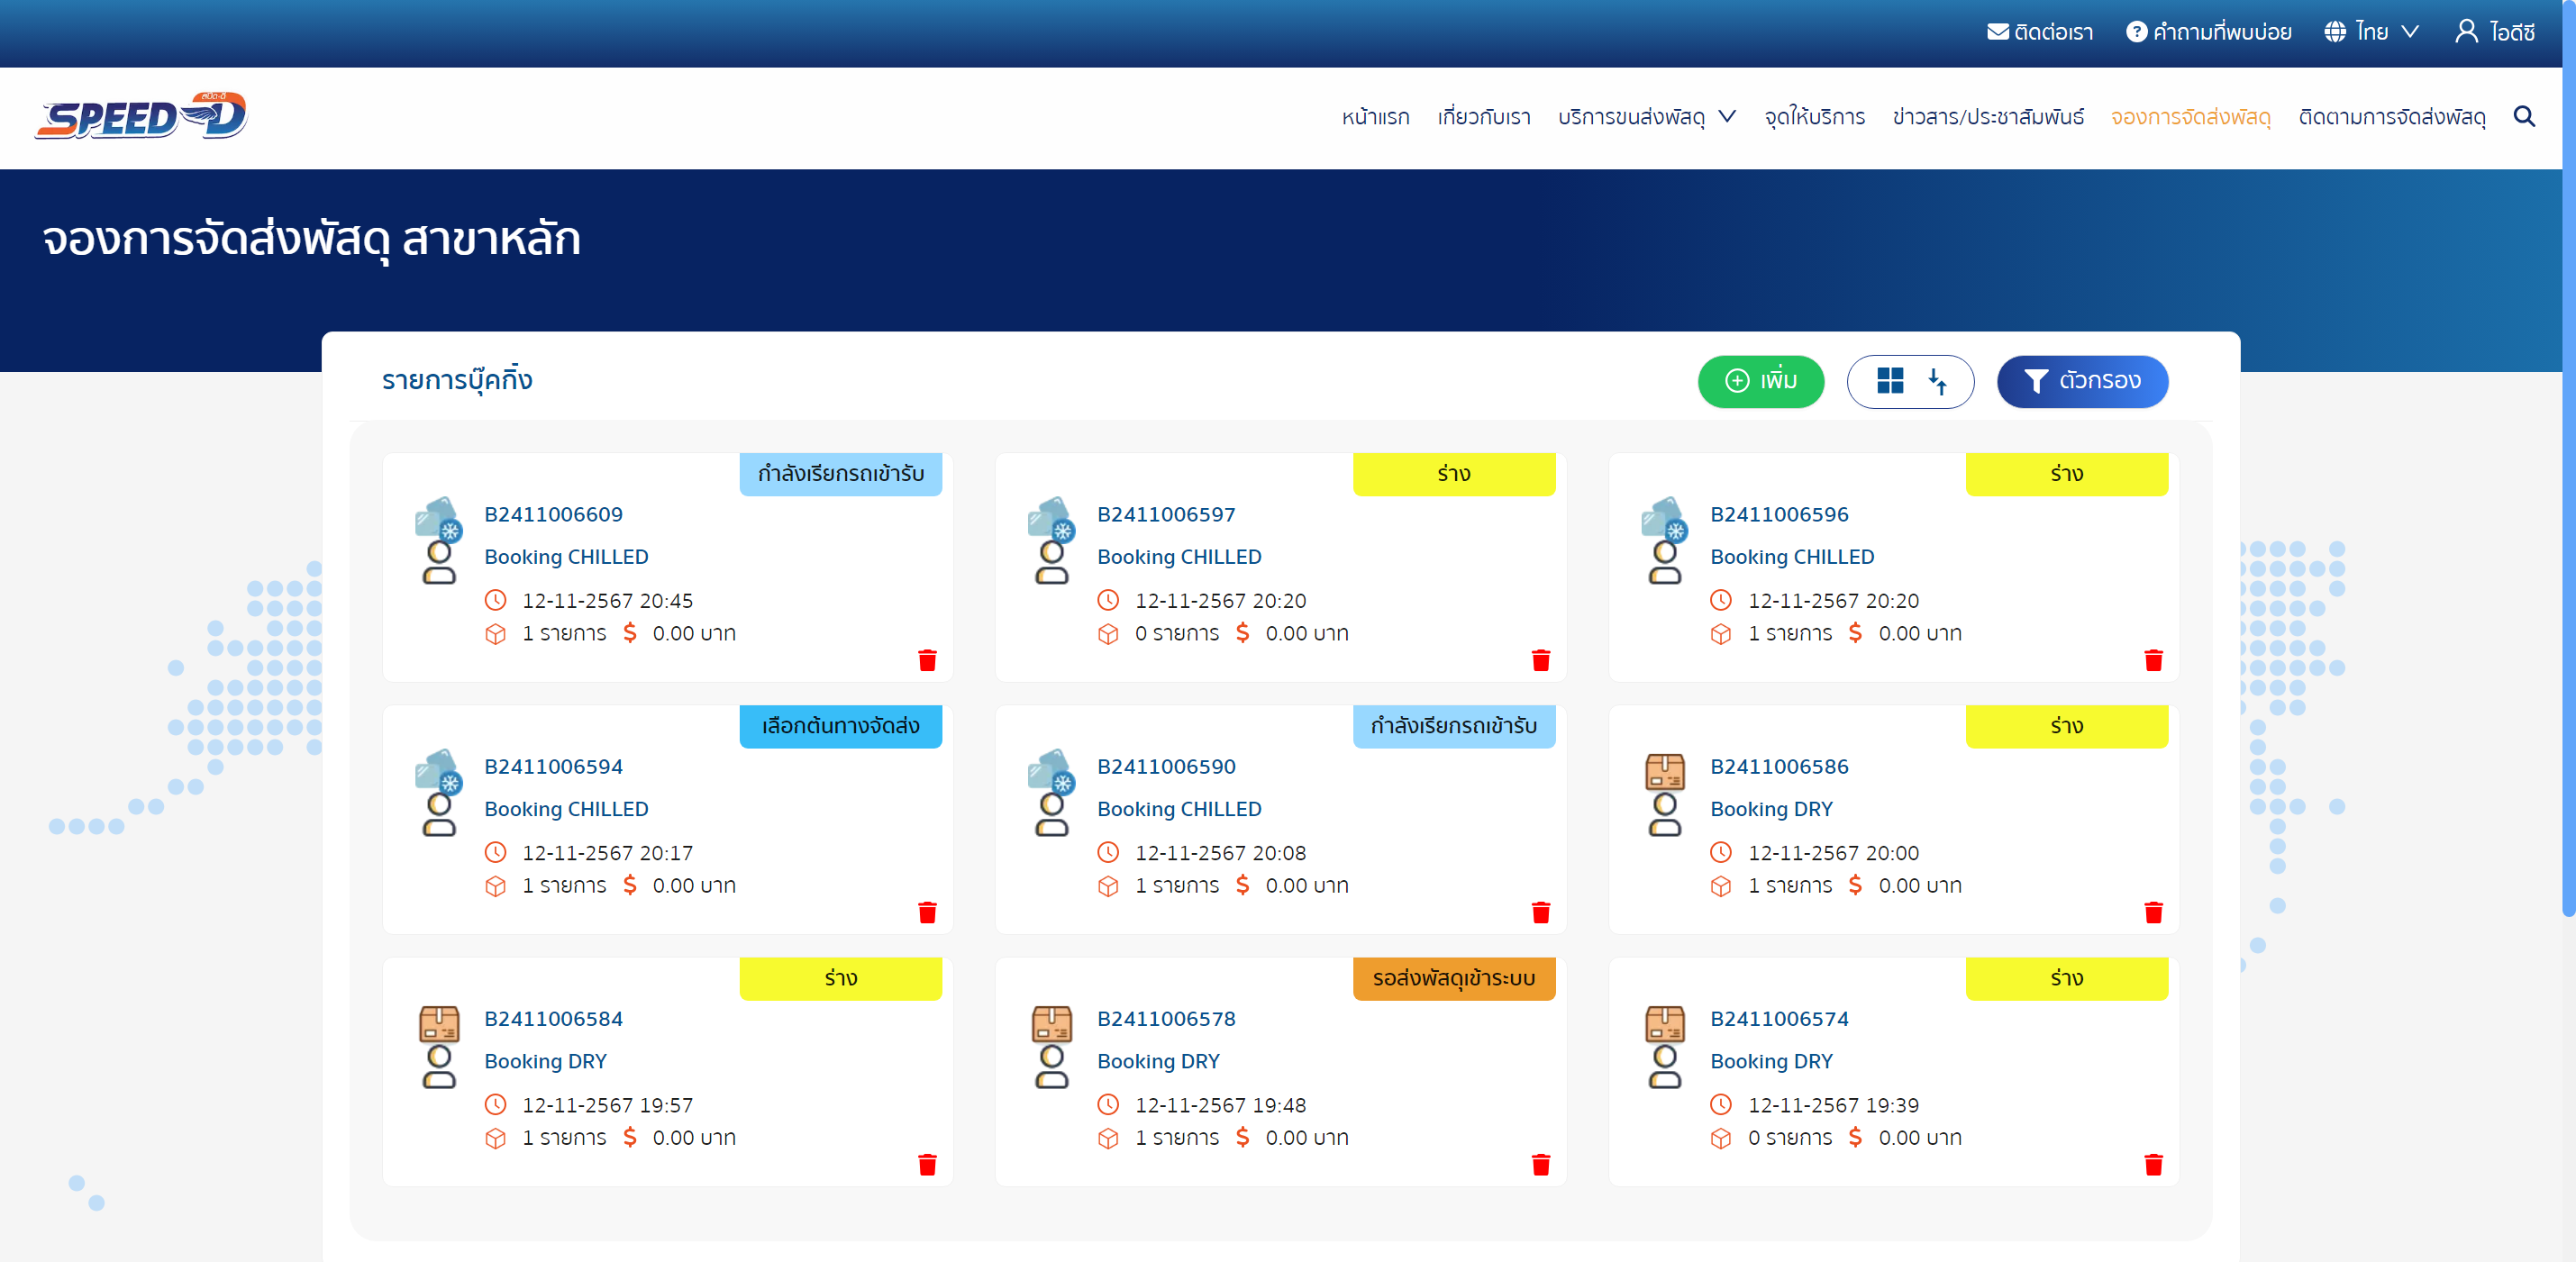 ติดต่อเรา คำถามที่พบบ่อย ไทย ไอดีซี
สปีด-ดี
SPEED-D
หน้าแรก เกี่ยวกับเรา บริการขนส่งพัสดุ จุดให้บริการ ข่าวสาร/ประชาสัมพันธ์ จองการจัดส่งพัสดุ ติดตามการจัดส่งพัสดุ
จองการจัดส่งพัสดุ สาขาหลัก
รายการบุ๊คกิ้ง เพิ่ม ตัวกรอง
กำลังเรียกรถเข้ารับ
B2411006609
Booking CHILLED
12-11-2567 20:45
1 รายการ $ 0.00 บาท
ร่าง
B2411006597
Booking CHILLED
12-11-2567 20:20
0 รายการ $ 0.00 บาท
ร่าง
B2411006596
Booking CHILLED
12-11-2567 20:20
1 รายการ $ 0.00 บาท
เลือกต้นทางจัดส่ง
B2411006594
Booking CHILLED
12-11-2567 20:17
1 รายการ $ 0.00 บาท
กำลังเรียกรถเข้ารับ
B2411006590
Booking CHILLED
12-11-2567 20:08
1 รายการ $ 0.00 บาท
ร่าง
B2411006586
Booking DRY
12-11-2567 20:00
1 รายการ $ 0.00 บาท
ร่าง
B2411006584
Booking DRY
12-11-2567 19:57
1 รายการ $ 0.00 บาท
รอส่งพัสดุเข้าระบบ
B2411006578
Booking DRY
12-11-2567 19:48
1 รายการ $ 0.00 บาท
ร่าง
B2411006574
Booking DRY
12-11-2567 19:39
0 รายการ $ 0.00 บาท